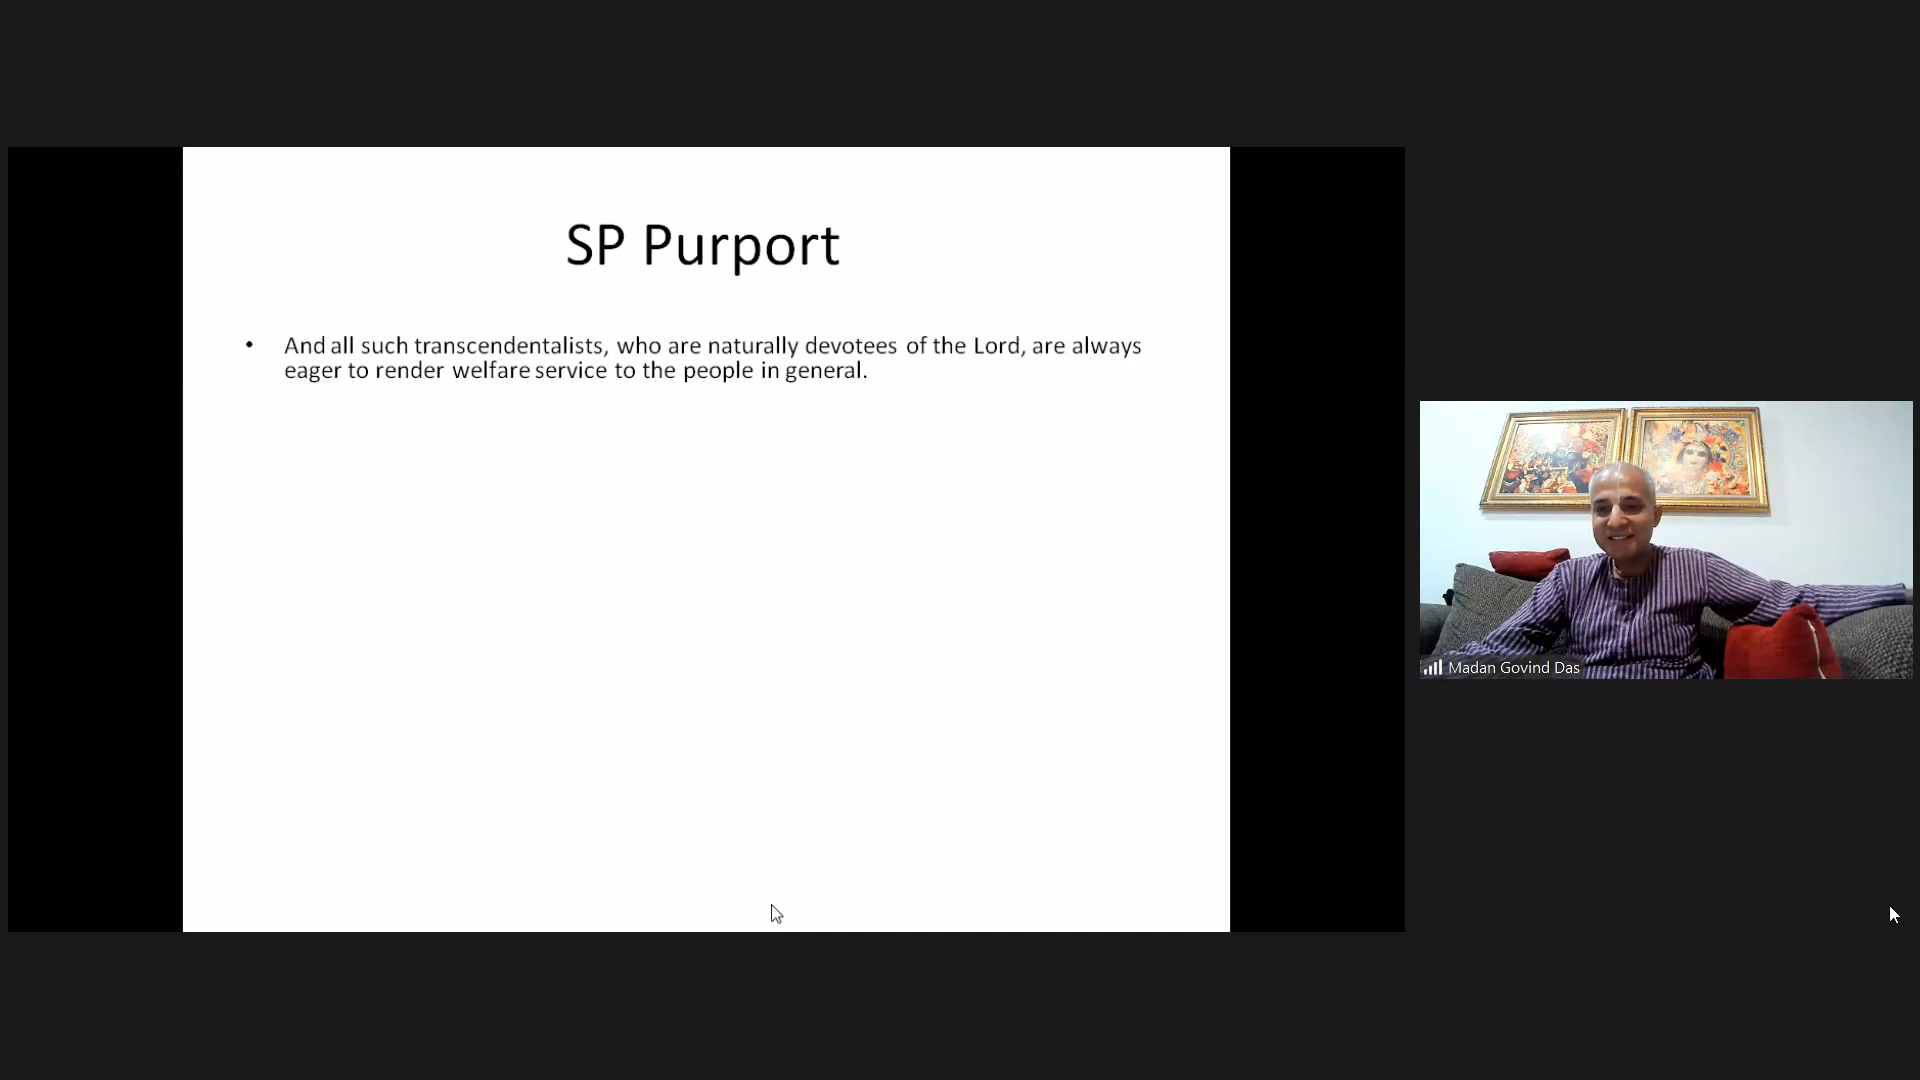 SP Purport
• And all such transcendentalists, who are naturally devotees of the Lord, are always
eager to render welfare service to the people in general.
Madan Govind Das